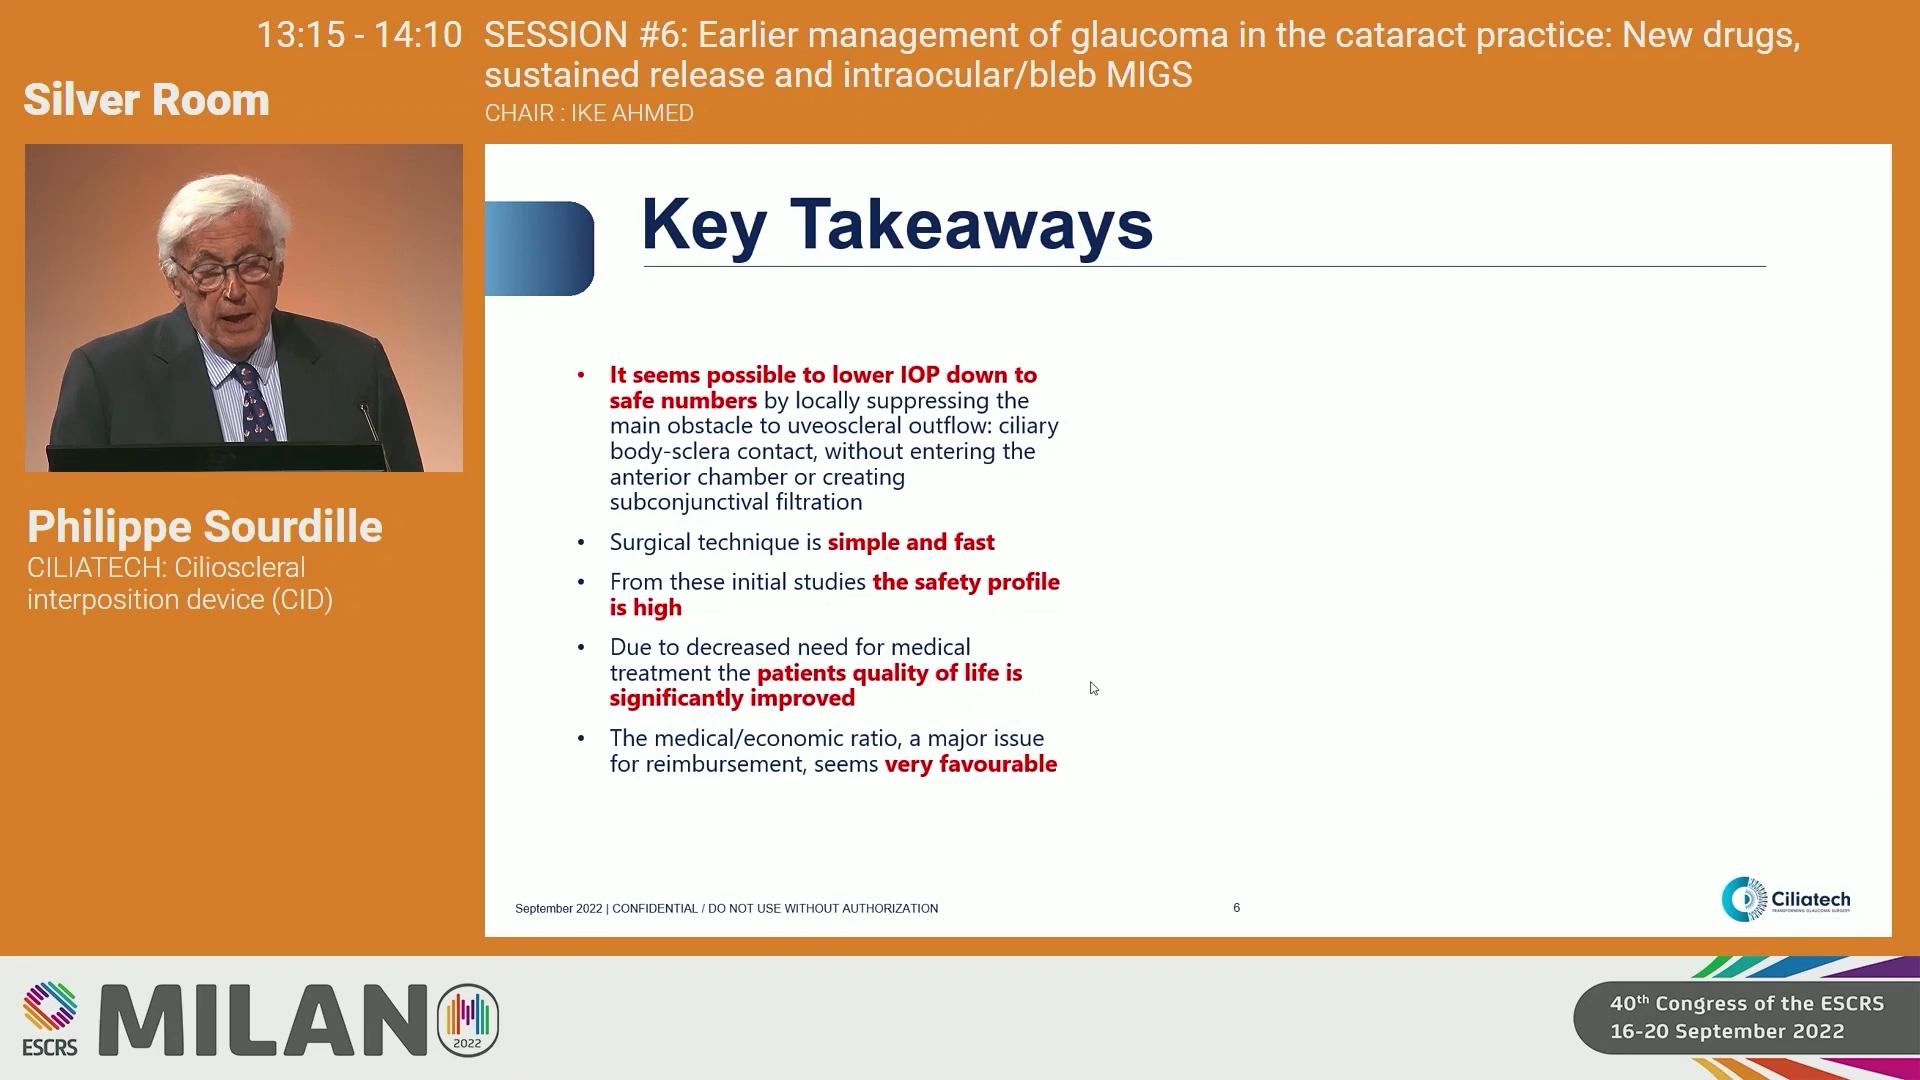 13:15 - 14:10
SESSION #6: Earlier management of glaucoma in the cataract practice: New drugs,
sustained release and intraocular/bleb MIGS
CHAIR : IKE AHMED
Silver Room
Philippe Sourdille
CILIATECH: Cilioscleral
interposition device (CID)
Key Takeaways
• It seems possible to lower IOP down to
safe numbers by locally suppressing the
main obstacle to uveoscleral outflow: ciliary
body-sclera contact, without entering the
anterior chamber or creating
subconjunctival filtration
• Surgical technique is simple and fast
• From these initial studies the safety profile
is high
• Due to decreased need for medical
treatment the patients quality of life is
significantly improved
• The medical/economic ratio, a major issue
for reimbursement, seems very favourable
September 2022 | CONFIDENTIAL / DO NOT USE WITHOUT AUTHORIZATION
6
Ciliatech
TRANSFORMING GLAUCOMA SURGERY
ESCRS
MILAN
2022
40th Congress of the ESCRS
16-20 September 2022